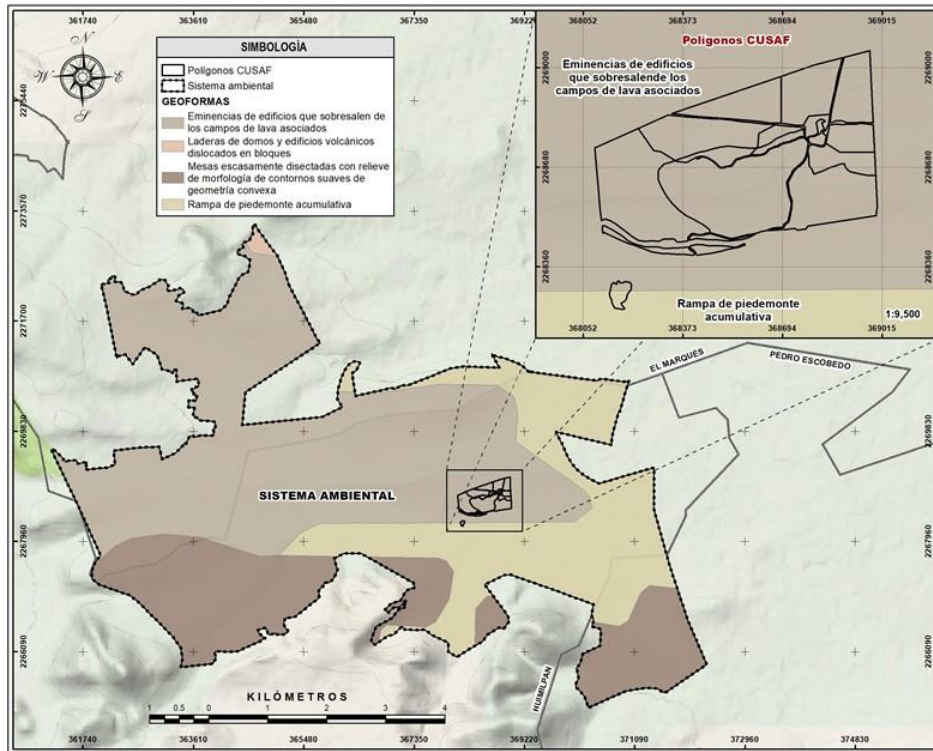 361740 363610 365480 367350 369220
368052 368373 368694 369015
N
W E
S
SIMBOLOGÍA
Polígonos CUSAF
Sistema ambiental
GEOFORMAS
Eminencias de edificios que sobresalen de
los campos de lava asociados
Laderas de domos y edificios volcánicos
dislocados en bloques
Mesas escasamente disectadas con relieve
de morfología de contornos suaves de
geometría convexa
Rampa de piedemonte acumulativa
Polígonos CUSAF
Eminencias de edificios
que sobresalende los
campos de lava asociados
2269000 2269000
2268680 2268680
2268360 2268360
Rampa de piedemonte
acumulativa
1:9,500
368052 368373 368694 369015
2275440
2273570
2271700 2271700
2269830 2269830
2267960 2267960
2266090 2266090
EL MARQUÉS
PEDRO ESCOBEDO
SISTEMA AMBIENTAL
HUIMILPAN
KILÓMETROS
1 0.5 0 1 2 3 4
361740 363610 365480 367350 369220 371090 372960 374830